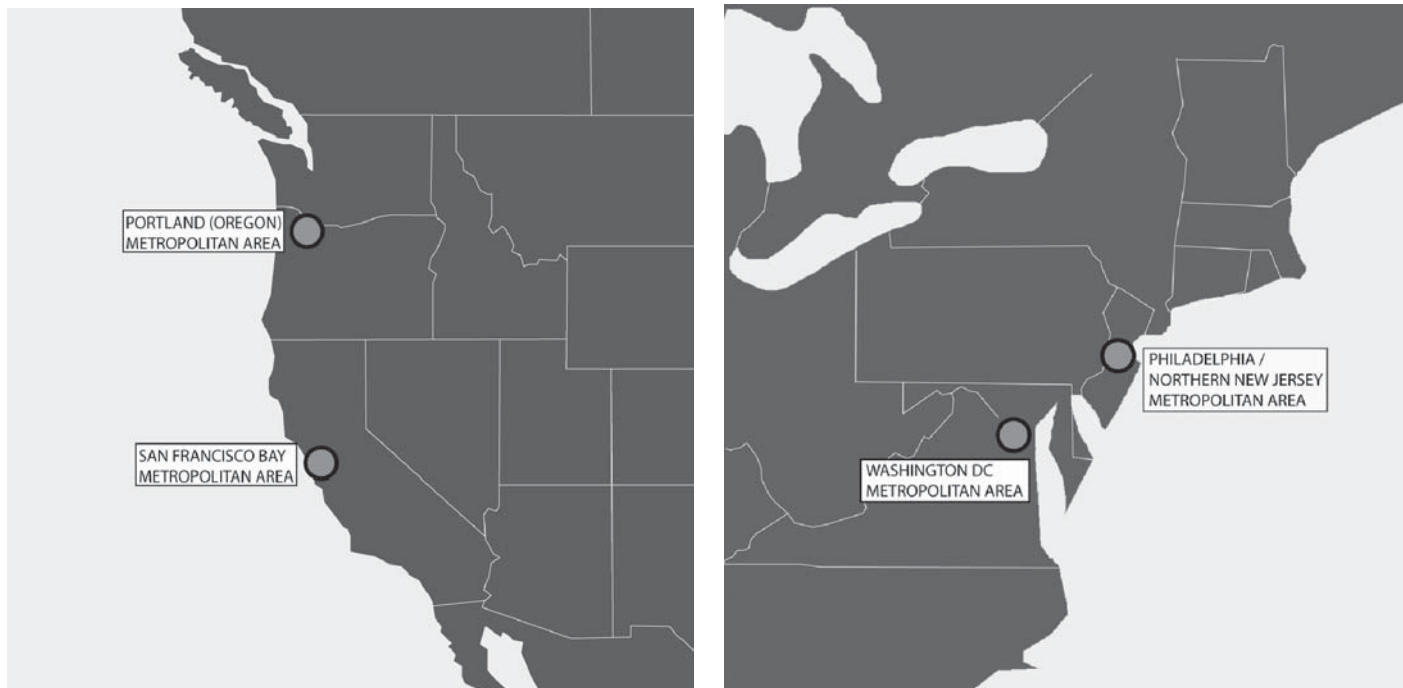 PORTLAND (OREGON)
METROPOLITAN AREA
SAN FRANCISCO BAY
METROPOLITAN AREA
PHILADELPHIA /
NORTHERN NEW JERSEY
METROPOLITAN AREA
WASHINGTON DC
METROPOLITAN AREA